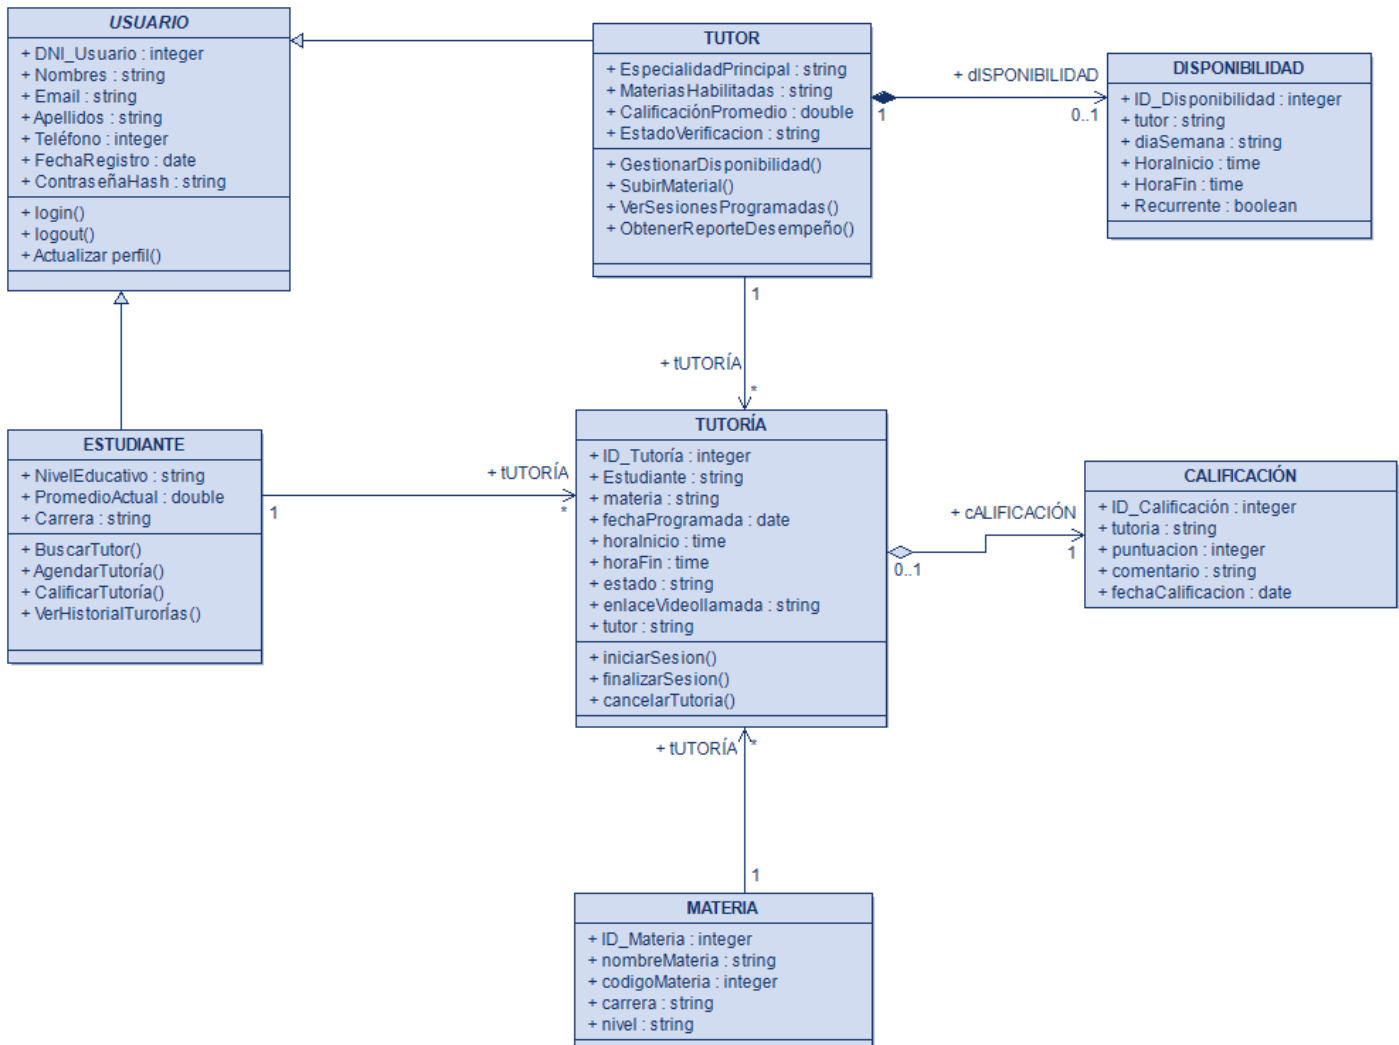 USUARIO
+ DNI_Usuario : integer
+ Nombres : string
+ Email : string
+ Apellidos : string
+ Teléfono : integer
+ FechaRegistro : date
+ ContraseñaHash : string
+ login()
+ logout()
+ Actualizar perfil()
TUTOR
+ EspecialidadPrincipal : string
+ MateriasHabilitadas : string
+ CalificaciónPromedio : double
+ EstadoVerificacion : string
+ GestionarDisponibilidad()
+ SubirMaterial()
+ VerSesionesProgramadas()
+ ObtenerReporteDesempeño()
+ dISPONIBILIDAD
1
0..1
DISPONIBILIDAD
+ ID_Disponibilidad : integer
+ tutor : string
+ diaSemana : string
+ HoraInicio : time
+ HoraFin : time
+ Recurrente : boolean
1
+ tUTORÍA
*
ESTUDIANTE
+ NivelEducativo : string
+ PromedioActual : double
+ Carrera : string
+ BuscarTutor()
+ AgendarTutoría()
+ CalificarTutoría()
+ VerHistorialTurorÍas()
+ tUTORÍA
1
*
TUTORÍA
+ ID_Tutoría : integer
+ Estudiante : string
+ materia : string
+ fechaProgramada : date
+ horaInicio : time
+ horaFin : time
+ estado : string
+ enlaceVideollamada : string
+ tutor : string
+ iniciarSesion()
+ finalizarSesion()
+ cancelarTutoria()
+ cALIFICACIÓN
0..1
1
CALIFICACIÓN
+ ID_Calificación : integer
+ tutoria : string
+ puntuacion : integer
+ comentario : string
+ fechaCalificacion : date
+ tUTORÍA
*
1
MATERIA
+ ID_Materia : integer
+ nombreMateria : string
+ codigoMateria : integer
+ carrera : string
+ nivel : string